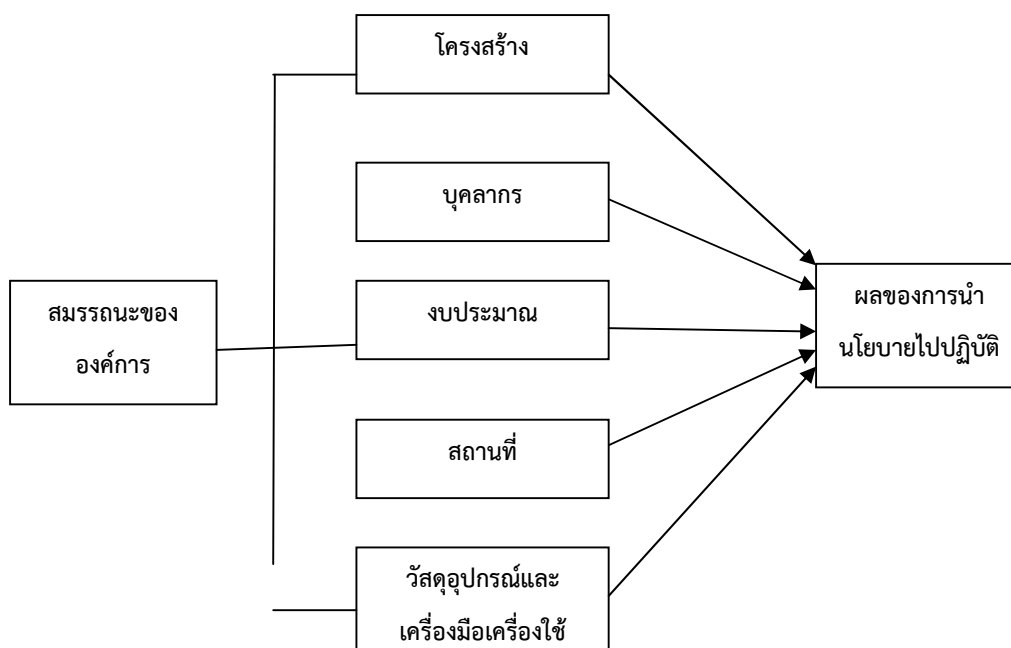 โครงสร้าง
บุคลากร
สมรรถนะของ
องค์การ
งบประมาณ
สถานที่
วัสดุอุปกรณ์และ
เครื่องมือเครื่องใช้
ผลของการนำ
นโยบายไปปฏิบัติ